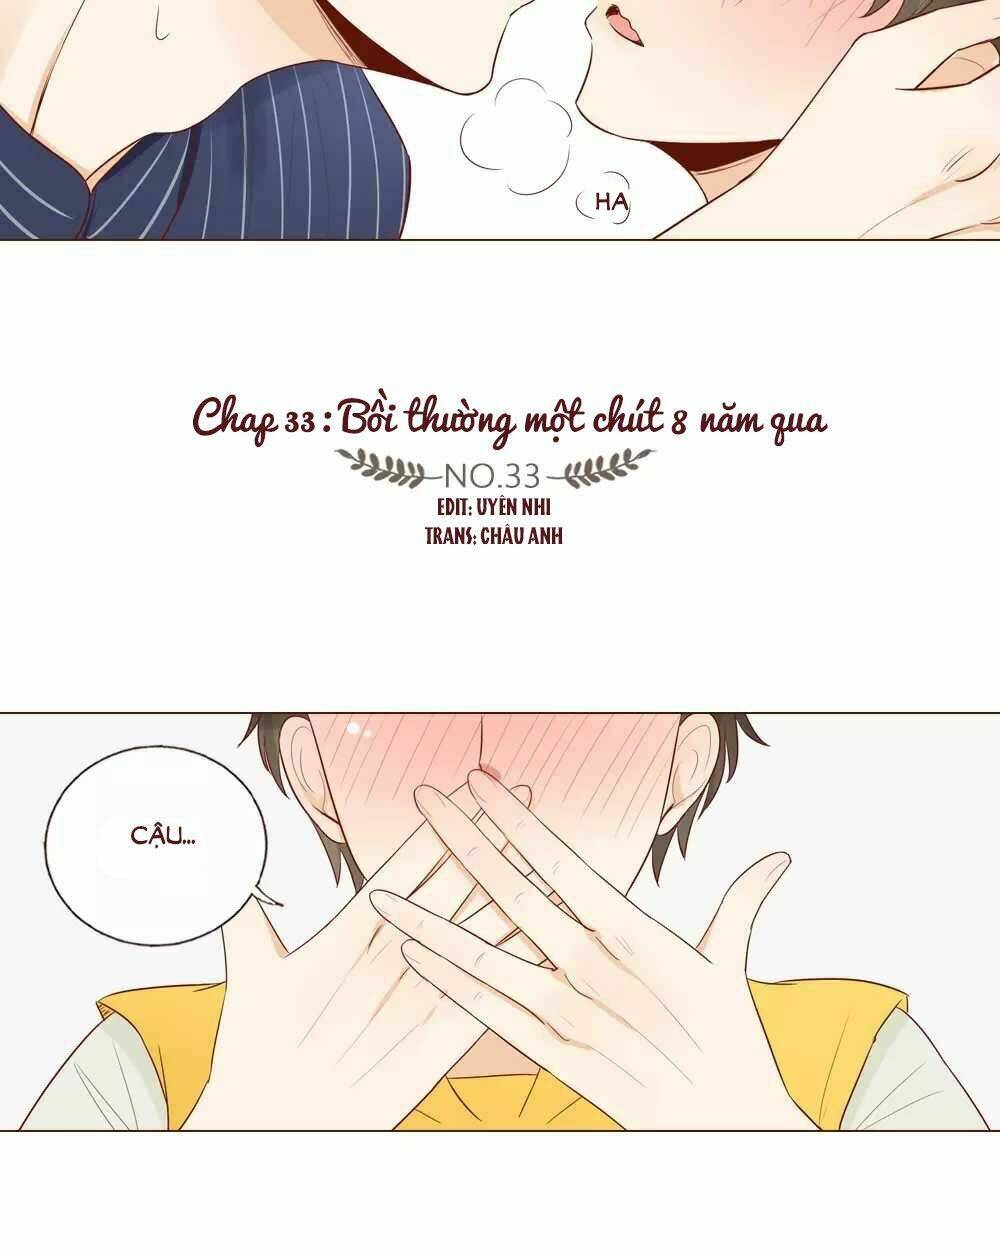 HA
Chap 33 : Bồi thường một chút 8 năm qua
NO.33
EDIT: UYÊN NHI
TRANS: CHÂU ANH
CẬU...